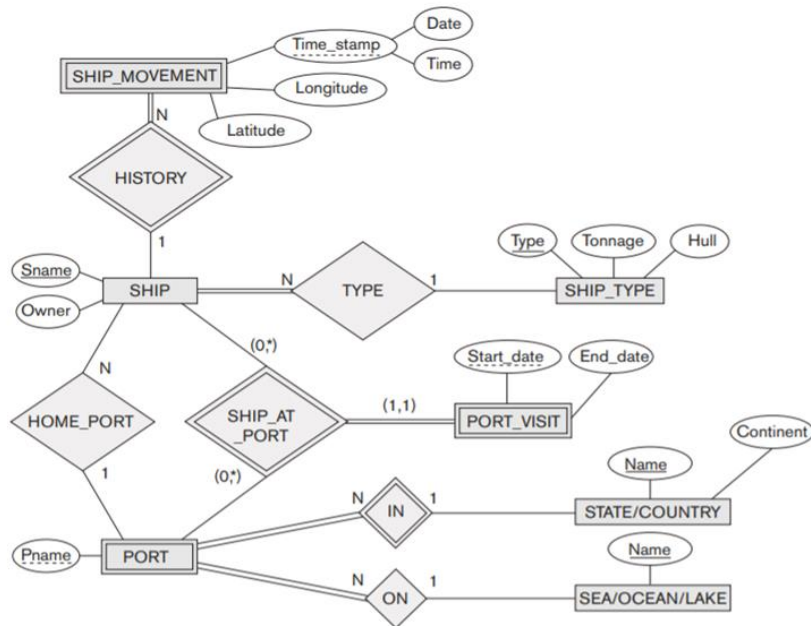 Date
Time_stamp
Time
SHIP_MOVEMENT
Longitude
N
Latitude
HISTORY
1
Sname
Type
Tonnage
Hull
SHIP
N
TYPE
1
SHIP_TYPE
Owner
(0,*)
Start_date
End_date
N
HOME_PORT
SHIP_AT
_PORT
(1,1)
PORT_VISIT
Continent
1
(0,*)
Name
N
IN
1
STATE/COUNTRY
Pname
PORT
Name
N
ON
1
SEA/OCEAN/LAKE